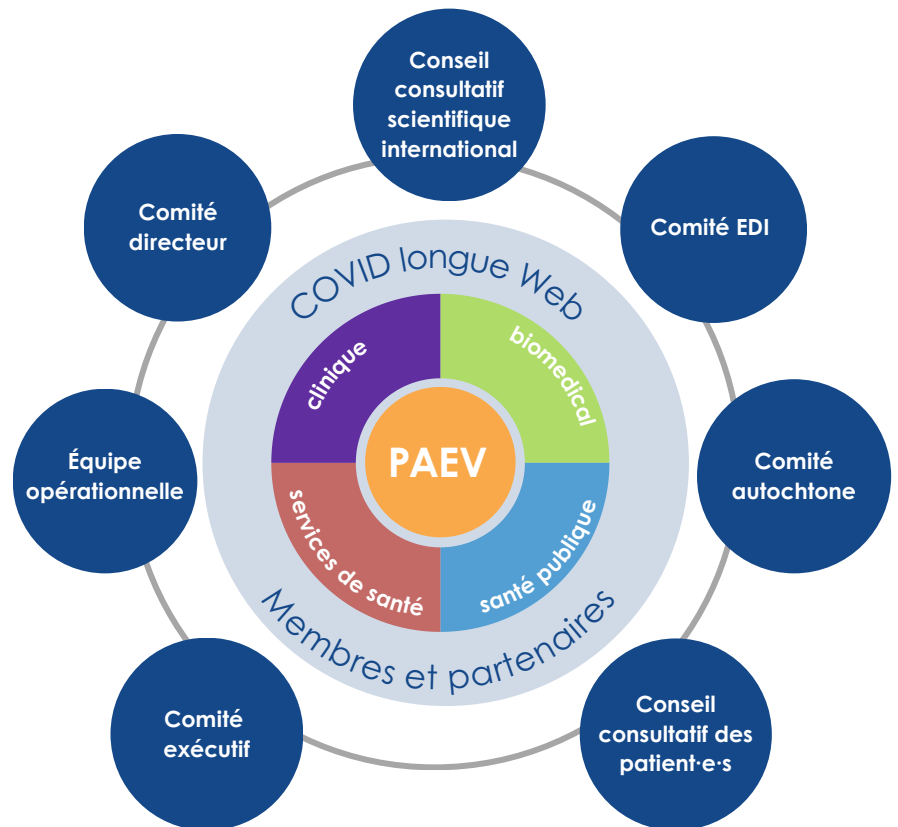 Conseil
consultatif
scientifique
international
Comité
directeur
Comité EDI
COVID longue Web
clinique
biomedical
PAEV
Équipe
opérationnelle
Comité
autochtone
services de santé
santé publique
Membres et partenaires
Comité
exécutif
Conseil
consultatif des
patient·e·s